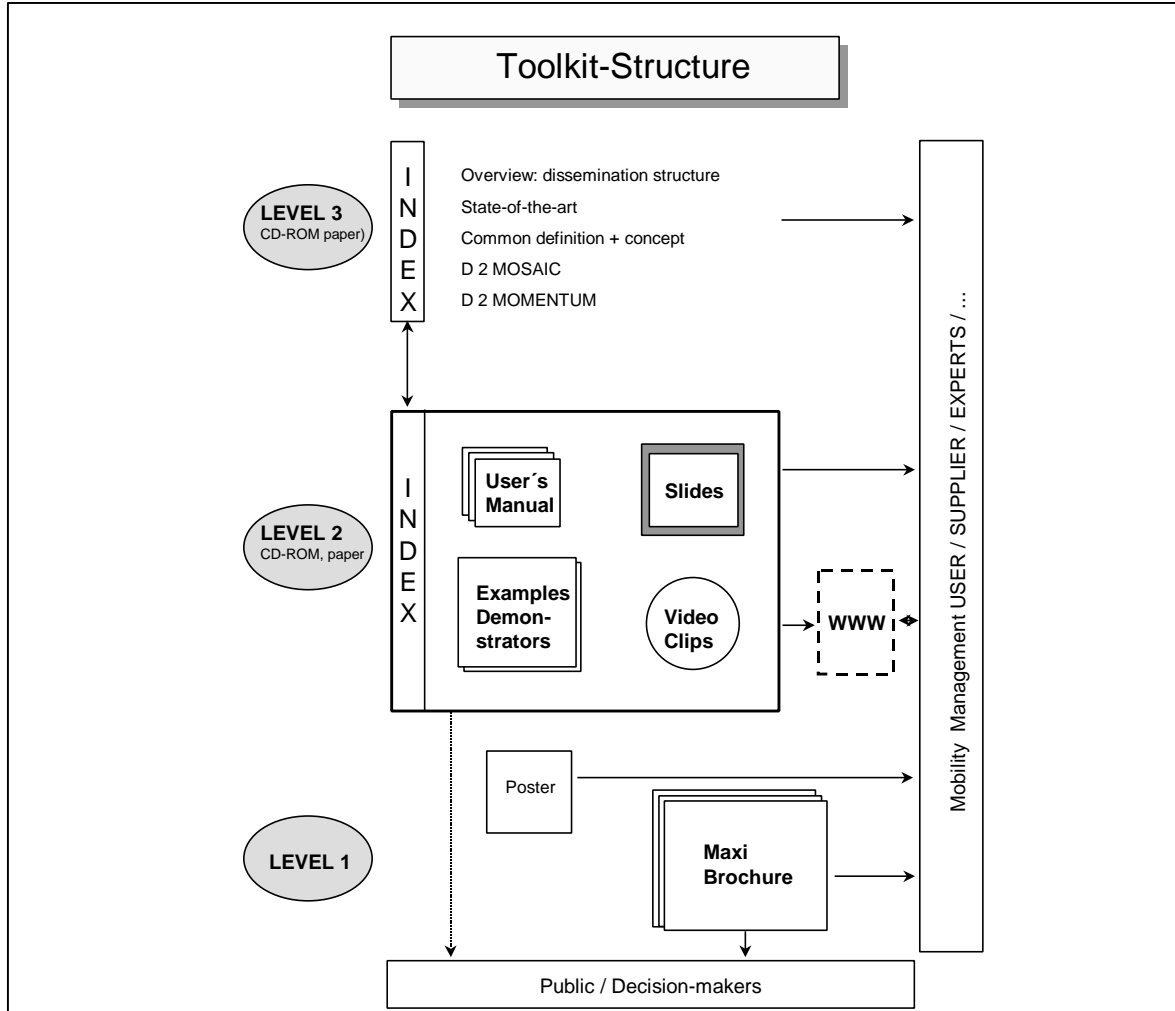 Toolkit-Structure
LEVEL 3
CD-ROM paper)
I
N
D
E
X
Overview: dissemination structure
State-of-the-art
Common definition + concept
D 2 MOSAIC
D 2 MOMENTUM
LEVEL 2
CD-ROM, paper
I
N
D
E
X
User´s
Manual
Slides
Examples
Demon-
strators
Video
Clips
WWW
Mobility Management USER / SUPPLIER / EXPERTS / ...
LEVEL 1
Poster
Maxi
Brochure
Public / Decision-makers